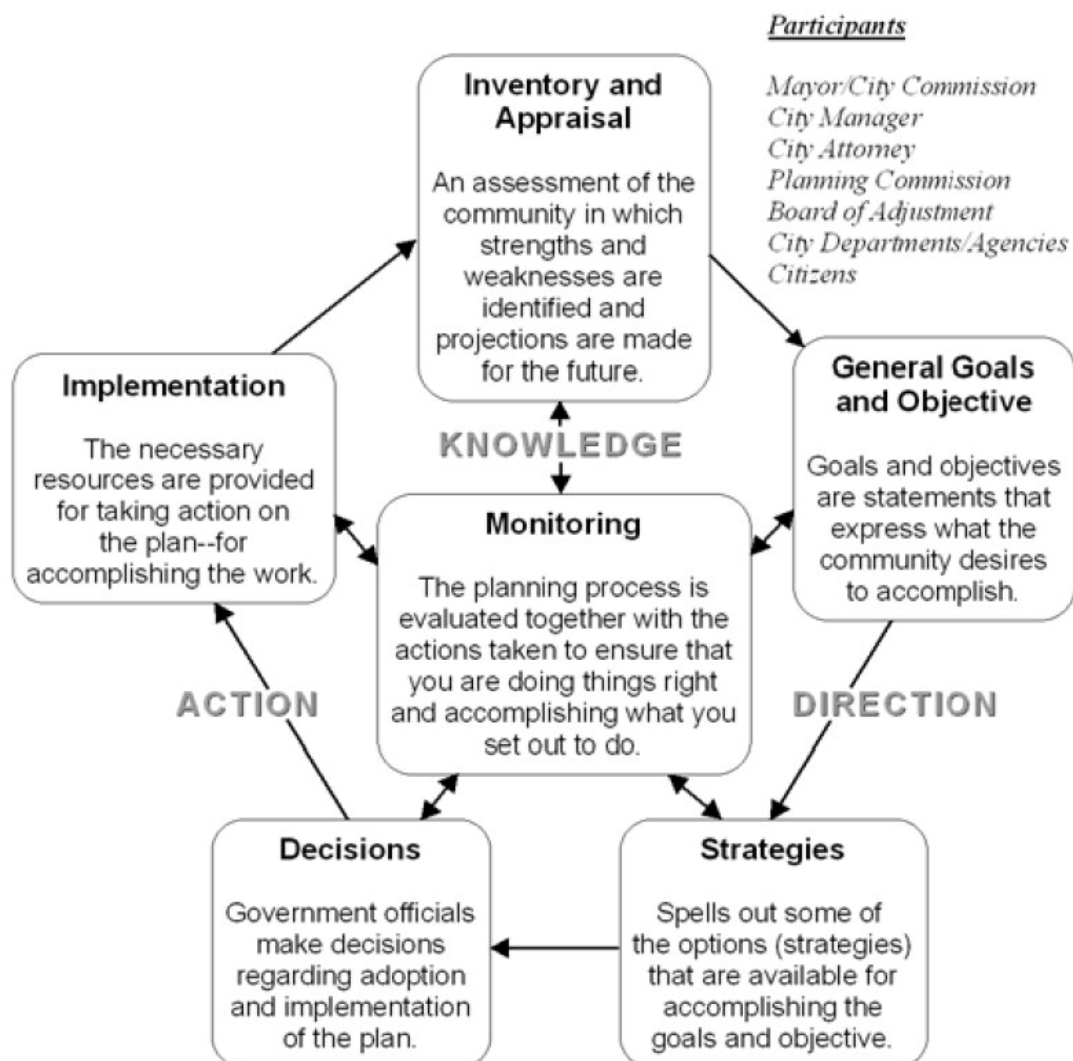 Participants
Mayor/City Commission
City Manager
City Attorney
Planning Commission
Board of Adjustment
City Departments/Agencies
Citizens
Inventory and
Appraisal
An assessment of the
community in which
strengths and
weaknesses are
identified and
projections are made
for the future.
General Goals
and Objective
Goals and objectives
are statements that
express what the
community desires
to accomplish.
Implementation
The necessary
resources are provided
for taking action on
the plan--for
accomplishing the work.
KNOWLEDGE
Monitoring
The planning process is
evaluated together with the
actions taken to ensure that
you are doing things right
and accomplishing what you
set out to do.
ACTION
DIRECTION
Decisions
Government officials
make decisions
regarding adoption
and implementation
of the plan.
Strategies
Spells out some of
the options (strategies)
that are available for
accomplishing the
goals and objective.